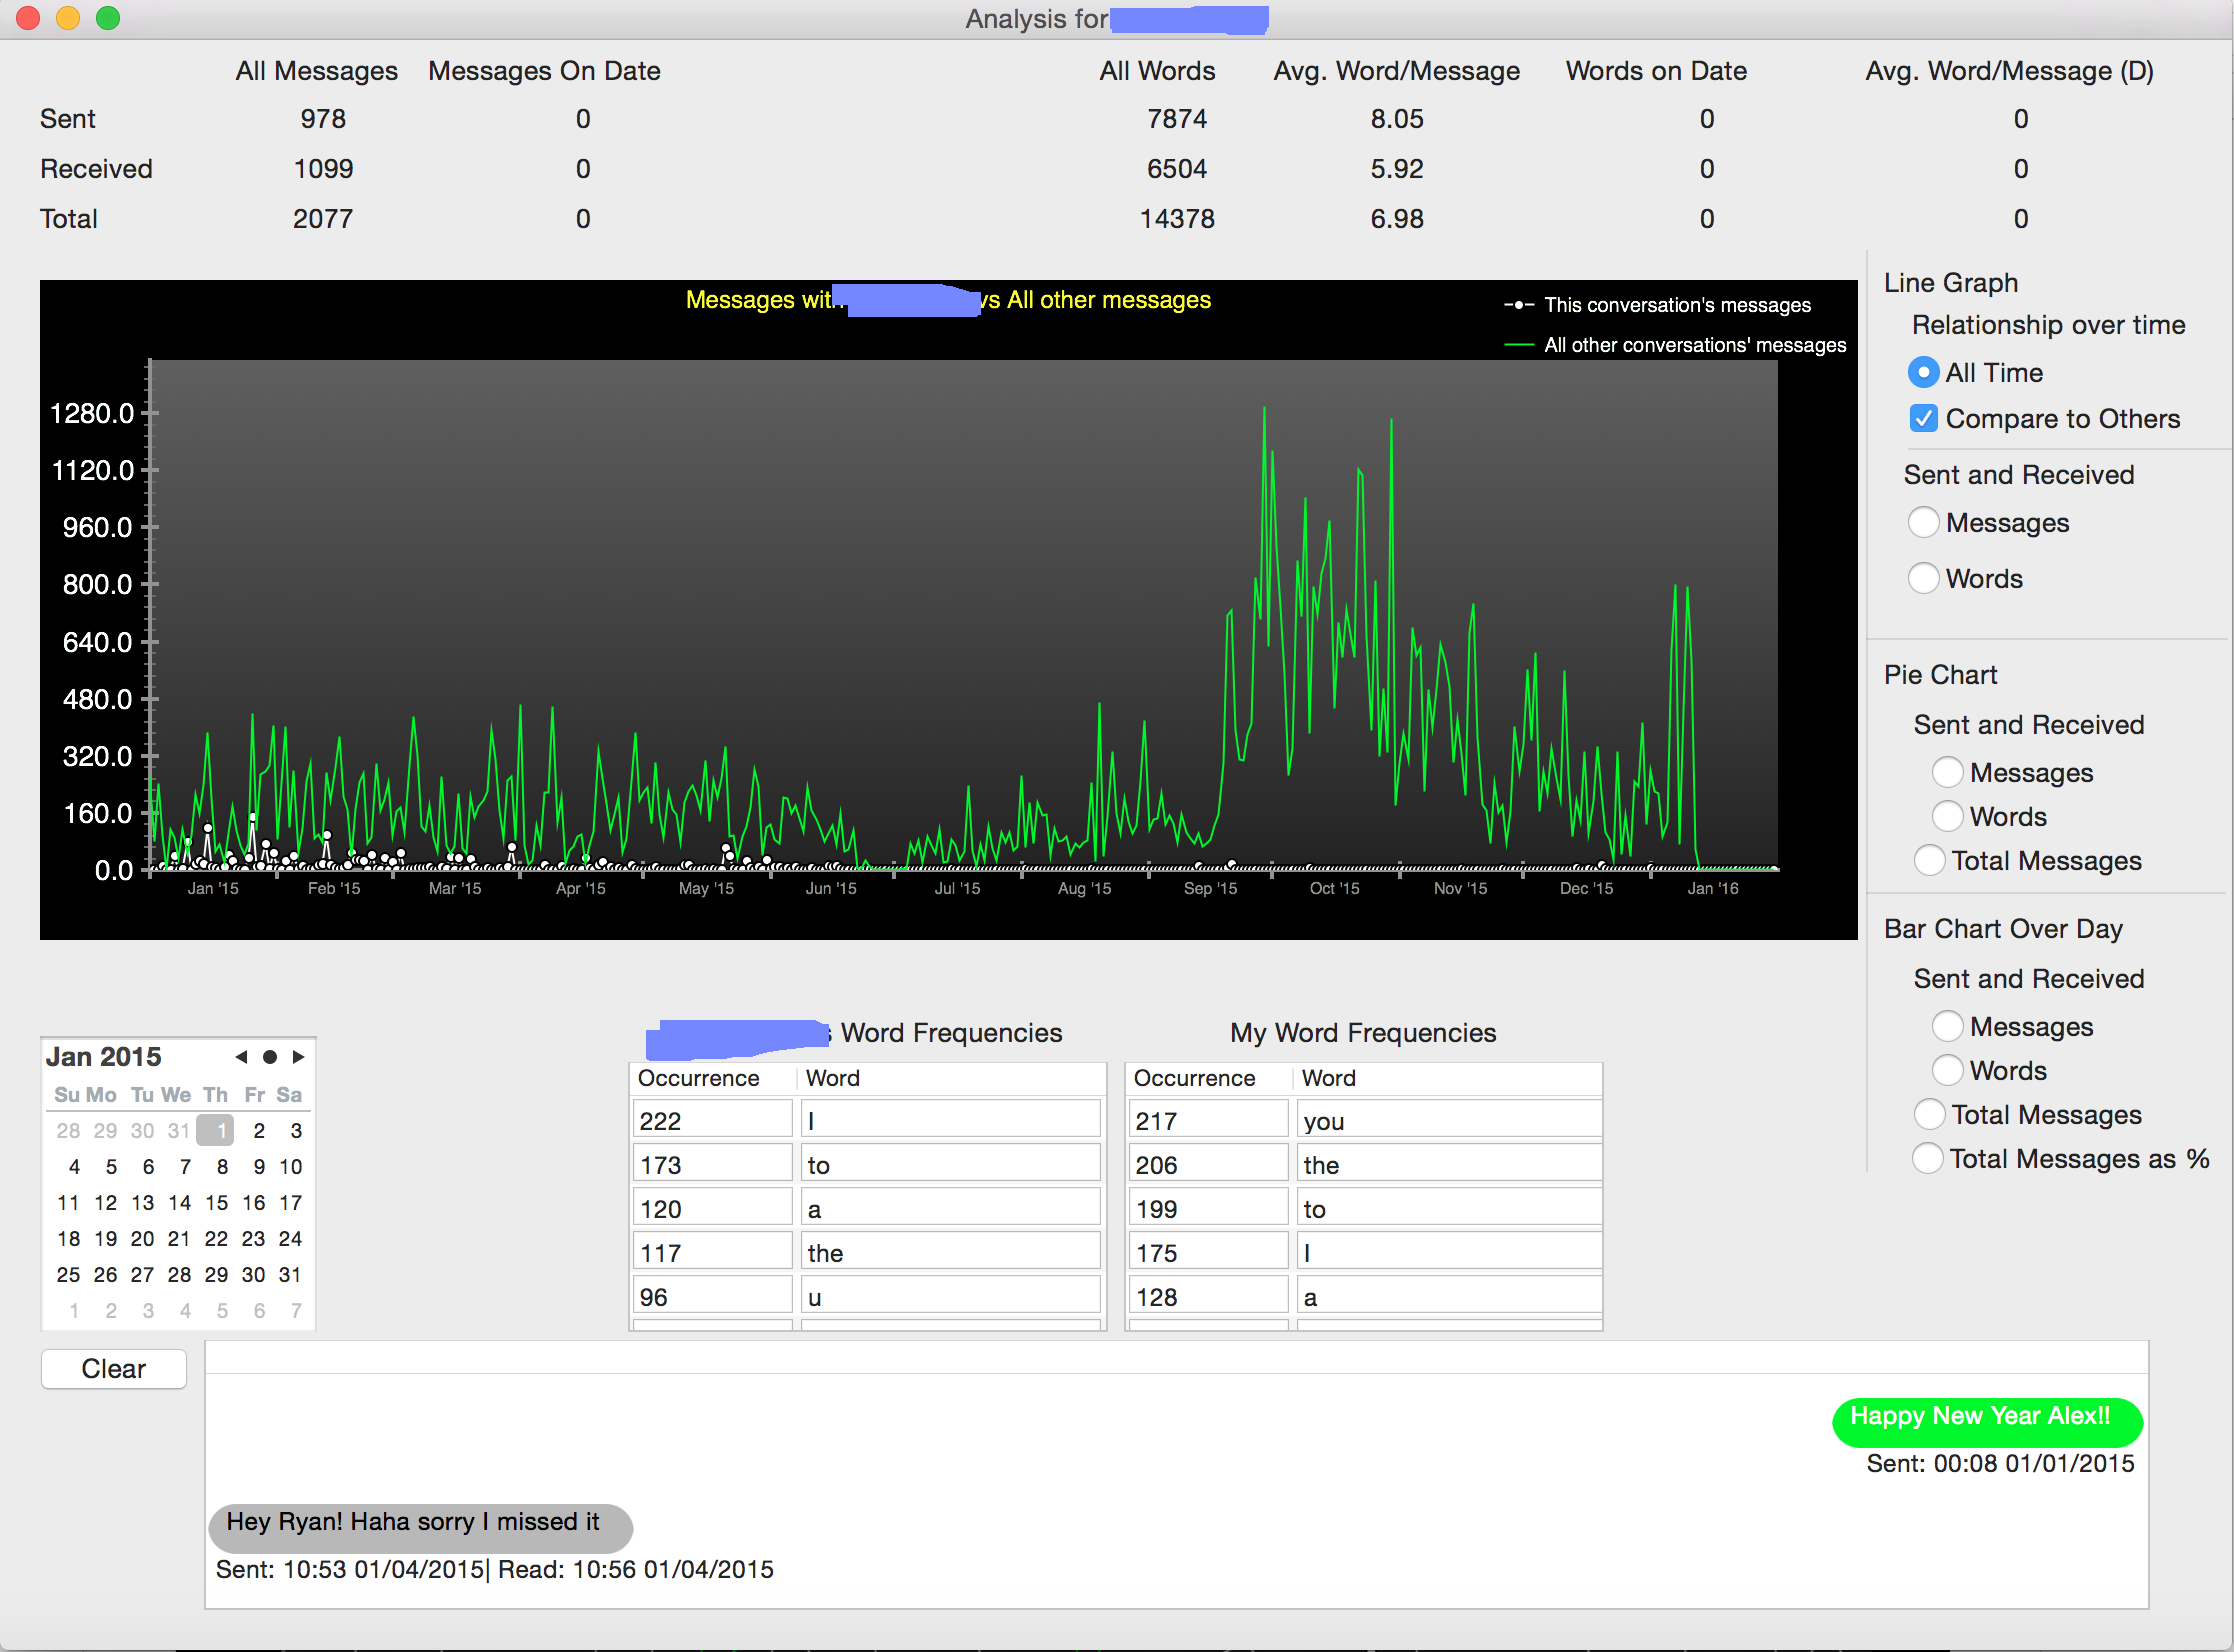 Analysis for
All Messages Messages On Date All Words Avg. Word/Message Words on Date Avg. Word/Message (D)
Sent 978 0 7874 8.05 0 0
Received 1099 0 6504 5.92 0 0
Total 2077 0 14378 6.98 0 0
Messages with vs All other messages
This conversation's messages
All other conversations' messages
1280.0
1120.0
960.0
800.0
640.0
480.0
320.0
160.0
0.0
Jan '15 Feb '15 Mar '15 Apr '15 May '15 Jun '15 Jul '15 Aug '15 Sep '15 Oct '15 Nov '15 Dec '15 Jan '16
Line Graph
Relationship over time
All Time
Compare to Others
Sent and Received
Messages
Words
Pie Chart
Sent and Received
Messages
Words
Total Messages
Bar Chart Over Day
Sent and Received
Messages
Words
Total Messages
Total Messages as %
Jan 2015
Su Mo Tu We Th Fr Sa
28 29 30 31 1 2 3
4 5 6 7 8 9 10
11 12 13 14 15 16 17
18 19 20 21 22 23 24
25 26 27 28 29 30 31
1 2 3 4 5 6 7
Clear
Word Frequencies
Occurrence Word
222 I
173 to
120 a
117 the
96 u
My Word Frequencies
Occurrence Word
217 you
206 the
199 to
175 I
128 a
Happy New Year Alex!!
Sent: 00:08 01/01/2015
Hey Ryan! Haha sorry I missed it
Sent: 10:53 01/04/2015| Read: 10:56 01/04/2015